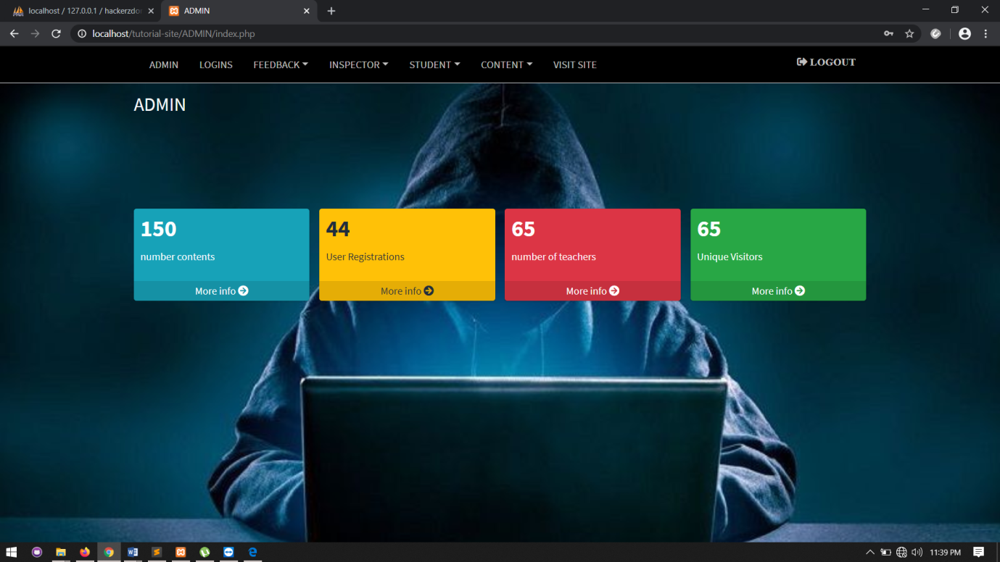 localhost / 127.0.0.1 / hackerzdo
ADMIN
localhost/tutorial-site/ADMIN/index.php
ADMIN LOGINS FEEDBACK INSPECTOR STUDENT CONTENT VISIT SITE LOGOUT
ADMIN
150
number contents
More info
44
User Registrations
More info
65
number of teachers
More info
65
Unique Visitors
More info
11:39 PM